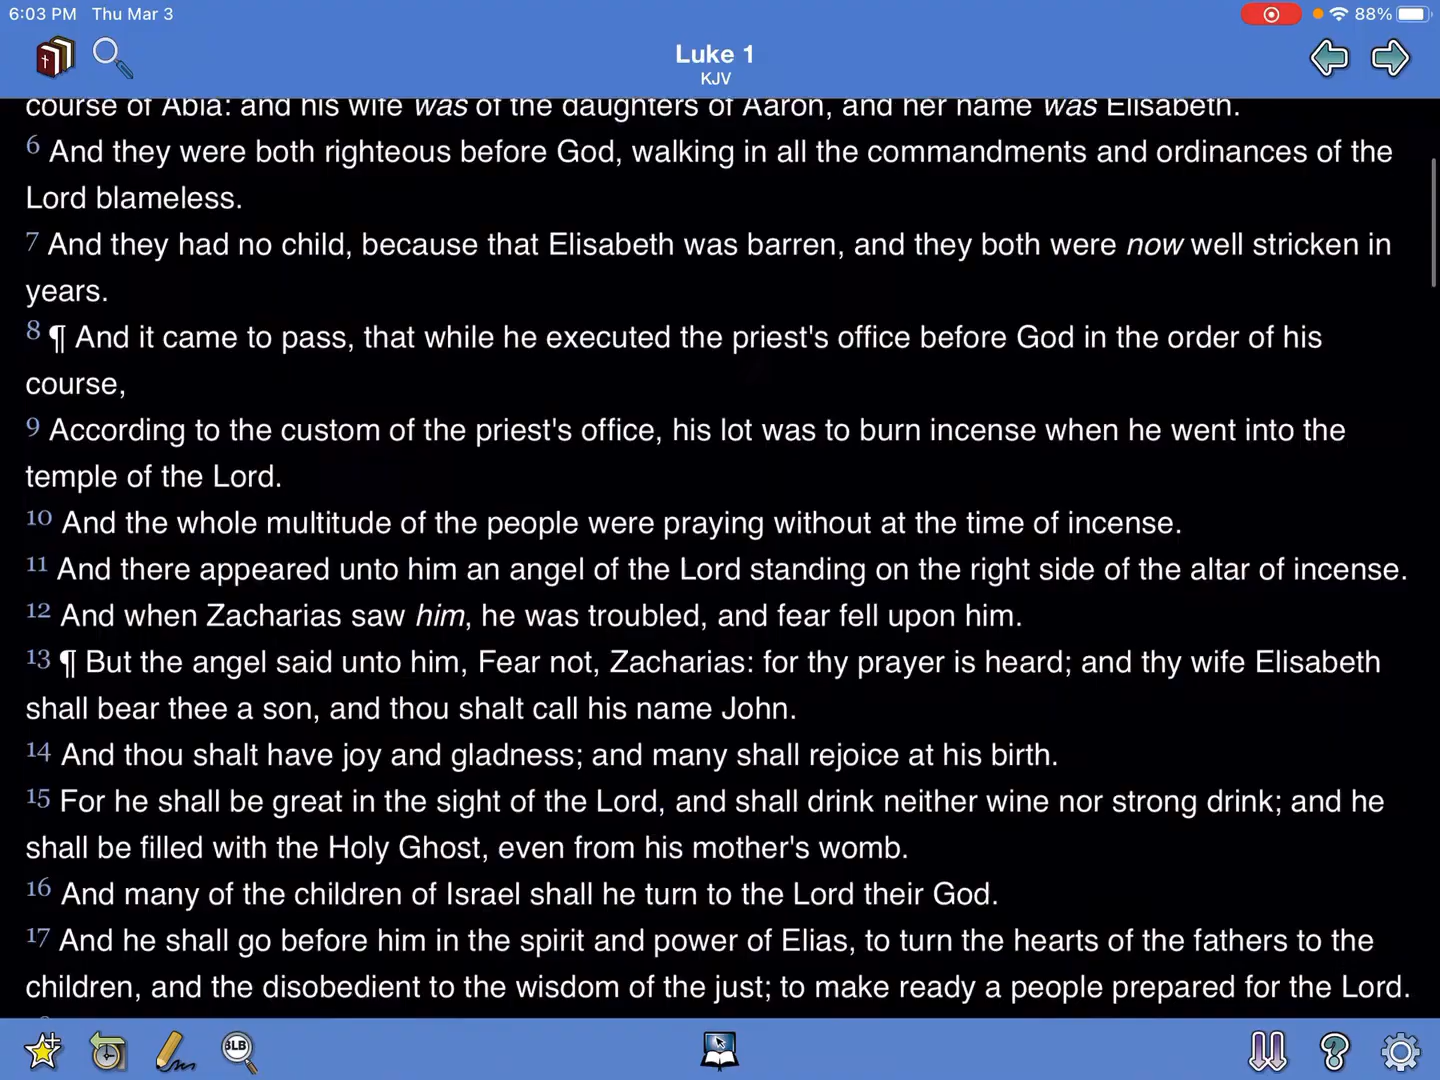 6:03 PM Thu Mar 3
88%
Luke 1
KJV
course of Abia: and his wife was of the daughters of Aaron, and her name was Elisabeth.
6 And they were both righteous before God, walking in all the commandments and ordinances of the
Lord blameless.
7 And they had no child, because that Elisabeth was barren, and they both were now well stricken in
years.
8 ¶ And it came to pass, that while he executed the priest's office before God in the order of his
course,
9 According to the custom of the priest's office, his lot was to burn incense when he went into the
temple of the Lord.
10 And the whole multitude of the people were praying without at the time of incense.
11 And there appeared unto him an angel of the Lord standing on the right side of the altar of incense.
12 And when Zacharias saw him, he was troubled, and fear fell upon him.
13 ¶ But the angel said unto him, Fear not, Zacharias: for thy prayer is heard; and thy wife Elisabeth
shall bear thee a son, and thou shalt call his name John.
14 And thou shalt have joy and gladness; and many shall rejoice at his birth.
15 For he shall be great in the sight of the Lord, and shall drink neither wine nor strong drink; and he
shall be filled with the Holy Ghost, even from his mother's womb.
16 And many of the children of Israel shall he turn to the Lord their God.
17 And he shall go before him in the spirit and power of Elias, to turn the hearts of the fathers to the
children, and the disobedient to the wisdom of the just; to make ready a people prepared for the Lord.
BLB